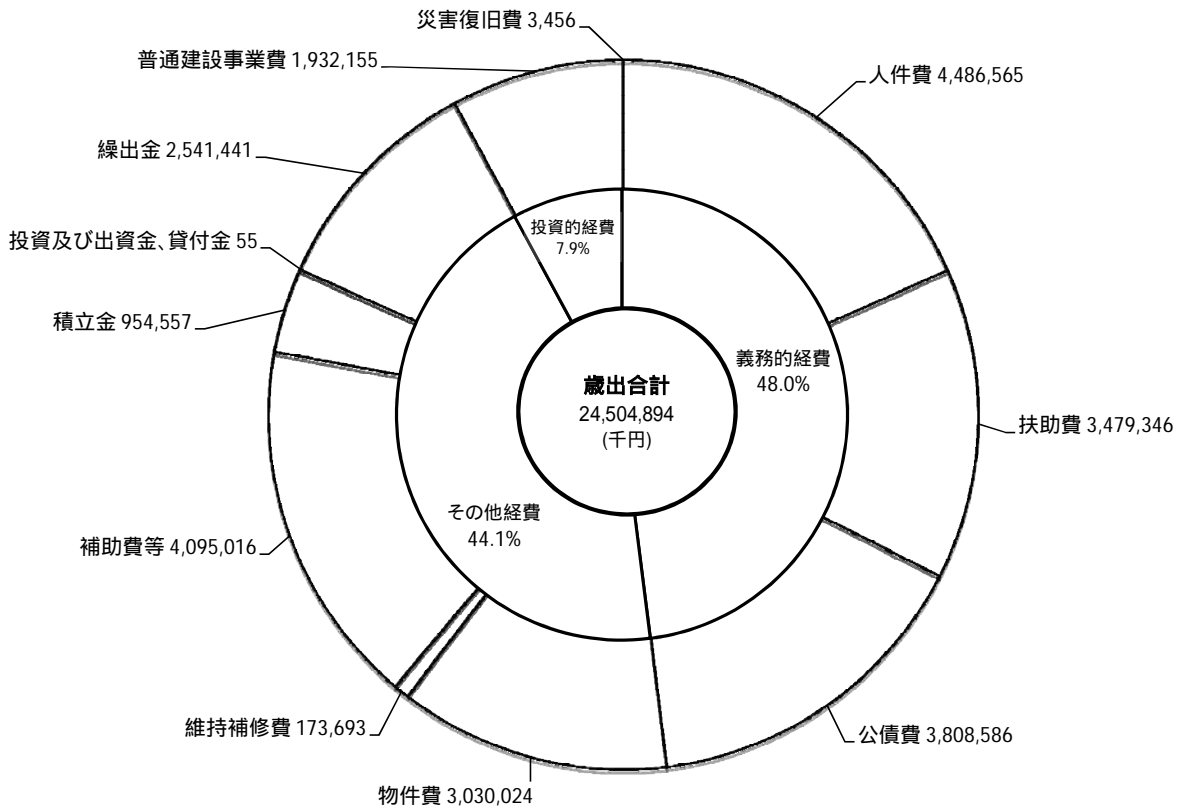 災害復旧費 3,456
普通建設事業費 1,932,155
人件費 4,486,565
繰出金 2,541,441
投資的経費
7.9%
投資及び出資金、貸付金 55
積立金 954,557
義務的経費
48.0%
歳出合計
24,504,894
(千円)
扶助費 3,479,346
その他経費
44.1%
補助費等 4,095,016
維持補修費 173,693
公債費 3,808,586
物件費 3,030,024